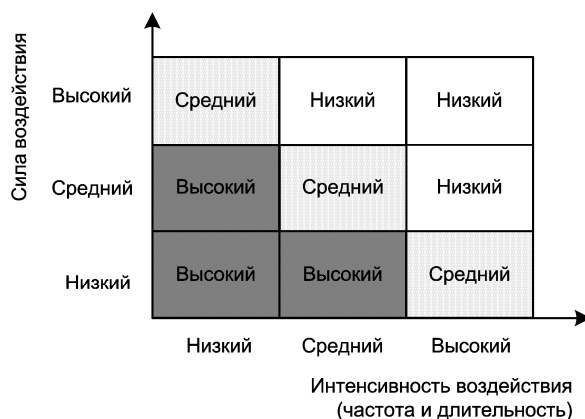 Сила воздействия
Высокий
Средний
Низкий
Низкий
Средний
Высокий
Средний
Низкий
Низкий
Высокий
Высокий
Средний
Низкий
Средний
Высокий
Интенсивность воздействия
(частота и длительность)